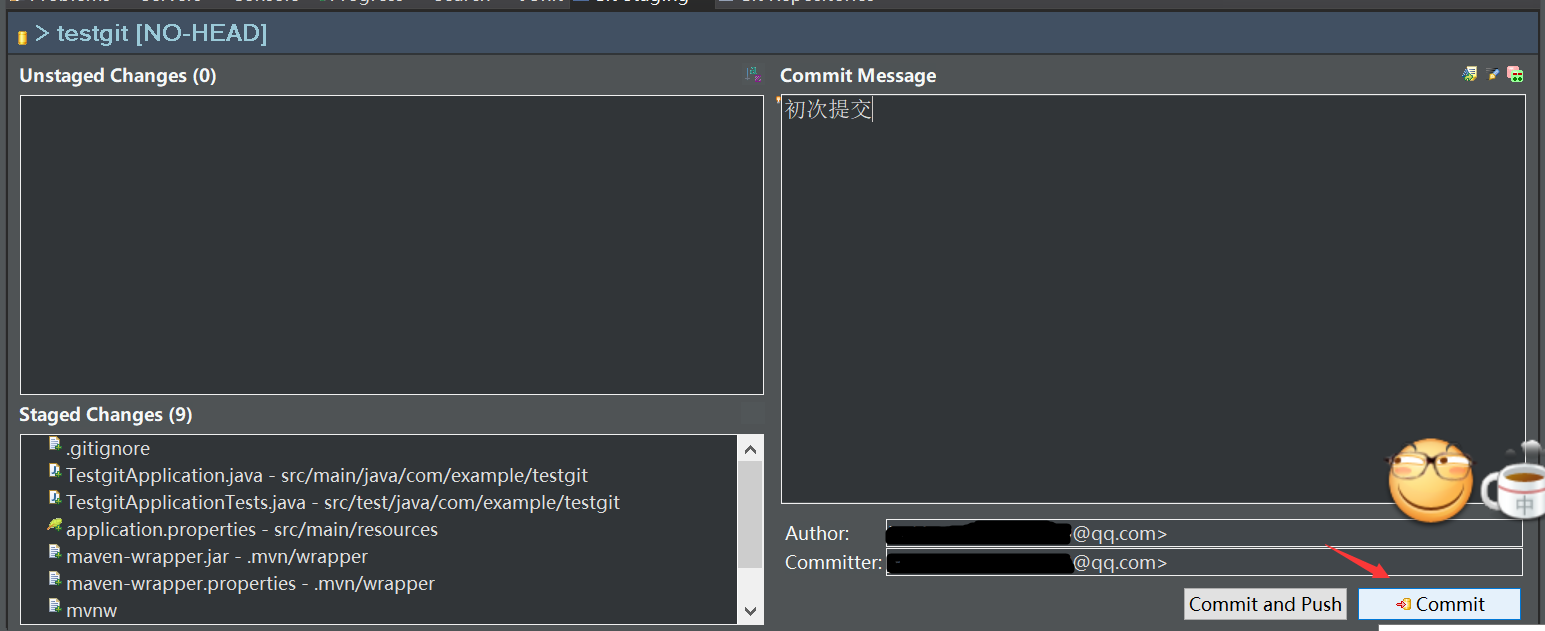 > testgit [NO-HEAD]
Unstaged Changes (0)
Commit Message
初次提交
Staged Changes (9)
.gitignore
TestgitApplication.java - src/main/java/com/example/testgit
TestgitApplicationTests.java - src/test/java/com/example/testgit
application.properties - src/main/resources
maven-wrapper.jar - .mvn/wrapper
maven-wrapper.properties - .mvn/wrapper
mvnw
中
Author: @qq.com>
Committer: @qq.com>
Commit and Push
Commit